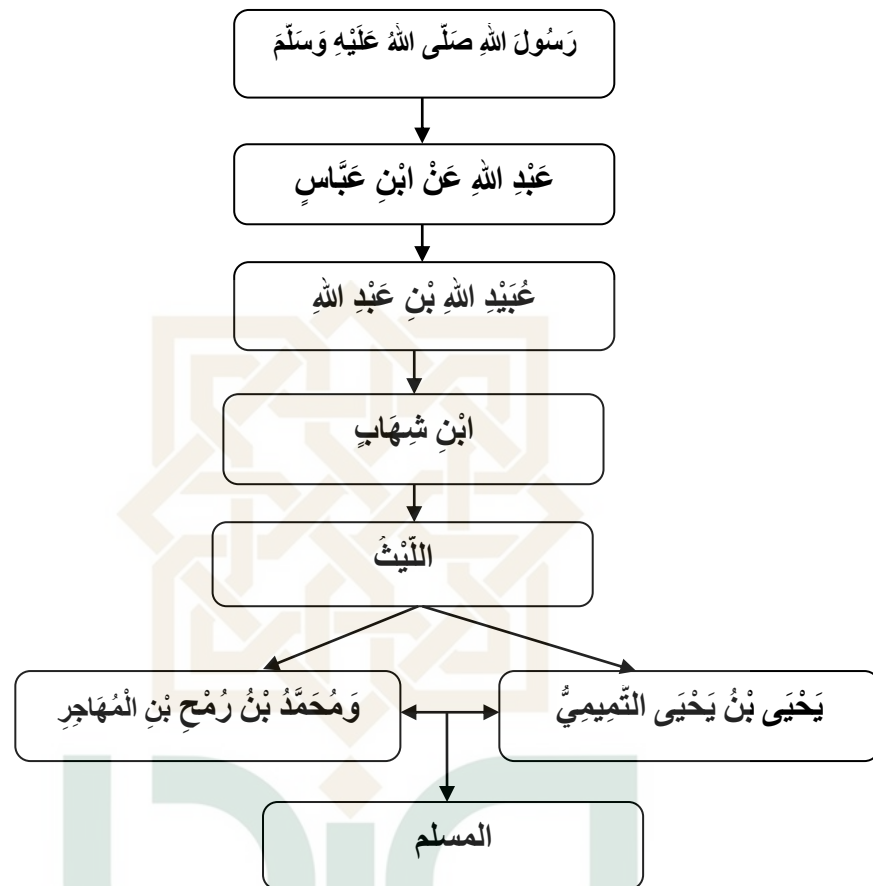 رَسُولَ اللهِ صَلَّى اللهُ عَلَيْهِ وَسَلَّمَ
عَبْدِ اللهِ عَنْ ابْنِ عَبَّاسٍ
عُبَيْدِ اللهِ بْنِ عَبْدِ اللهِ
ابْنِ شِهَابٍ
اللَّيْثُ
يَحْيَى بْنُ يَحْيَى التَّمِيمِيُّ
وَمُحَمَّدُ بْنُ رُمْحِ بْنِ الْمُهَاجِرِ
المسلم